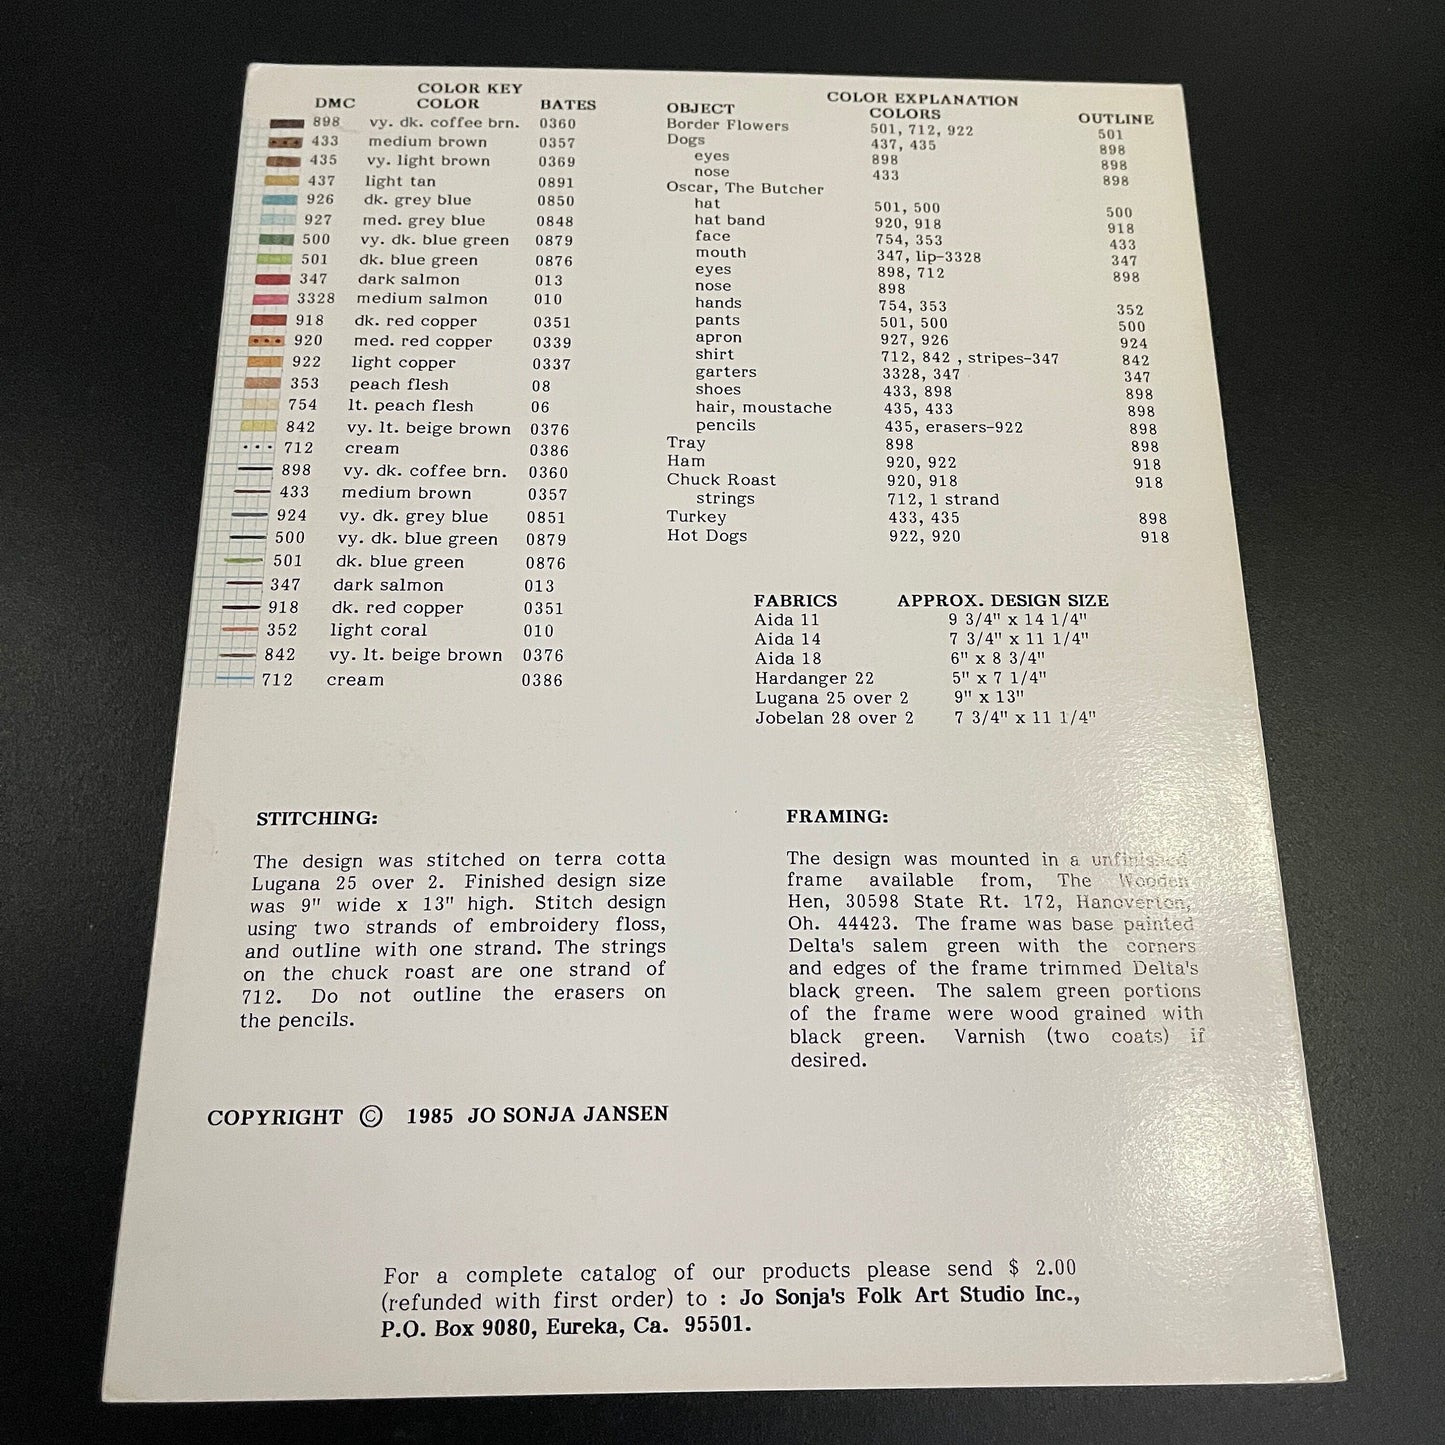 COLOR KEY
DMC COLOR BATES
898 vy. dk. coffee brn. 0360
433 medium brown 0357
435 vy. light brown 0369
437 light tan 0891
926 dk. grey blue 0850
927 med. grey blue 0848
500 vy. dk. blue green 0879
501 dk. blue green 0876
347 dark salmon 013
3328 medium salmon 010
918 dk. red copper 0351
920 med. red copper 0339
922 light copper 0337
353 peach flesh 08
754 lt. peach flesh 06
842 vy. lt. beige brown 0376
712 cream 0386
898 vy. dk. coffee brn. 0360
433 medium brown 0357
924 vy. dk. grey blue 0851
500 vy. dk. blue green 0879
501 dk. blue green 0876
347 dark salmon 013
918 dk. red copper 0351
352 light coral 010
842 vy. lt. beige brown 0376
712 cream 0386
COLOR EXPLANATION
OBJECT COLORS OUTLINE
Border Flowers 501, 712, 922 501
Dogs 437, 435 898
eyes 898 898
nose 433 898
Oscar, The Butcher
hat 501, 500 500
hat band 920, 918 918
face 754, 353 433
mouth 347, lip-3328 347
eyes 898, 712 898
nose 898
hands 754, 353 352
pants 501, 500 500
apron 927, 926 924
shirt 712, 842 , stripes-347 842
garters 3328, 347 347
shoes 433, 898 898
hair, moustache 435, 433 898
pencils 435, erasers-922 898
Tray 898 898
Ham 920, 922 918
Chuck Roast 920, 918 918
strings 712, 1 strand
Turkey 433, 435 898
Hot Dogs 922, 920 918
FABRICS APPROX. DESIGN SIZE
Aida 11 9 3/4" x 14 1/4"
Aida 14 7 3/4" x 11 1/4"
Aida 18 6" x 8 3/4"
Hardanger 22 5" x 7 1/4"
Lugana 25 over 2 9" x 13"
Jobelan 28 over 2 7 3/4" x 11 1/4"
STITCHING:
The design was stitched on terra cotta
Lugana 25 over 2. Finished design size
was 9" wide x 13" high. Stitch design
using two strands of embroidery floss,
and outline with one strand. The strings
on the chuck roast are one strand of
712. Do not outline the erasers on
the pencils.
FRAMING:
The design was mounted in a unfinished
frame available from, The Wooden
Hen, 30598 State Rt. 172, Hanoverton,
Oh. 44423. The frame was base painted
Delta's salem green with the corners
and edges of the frame trimmed Delta's
black green. The salem green portions
of the frame were wood grained with
black green. Varnish (two coats) if
desired.
COPYRIGHT © 1985 JO SONJA JANSEN
For a complete catalog of our products please send $ 2.00
(refunded with first order) to : Jo Sonja's Folk Art Studio Inc.,
P.O. Box 9080, Eureka, Ca. 95501.